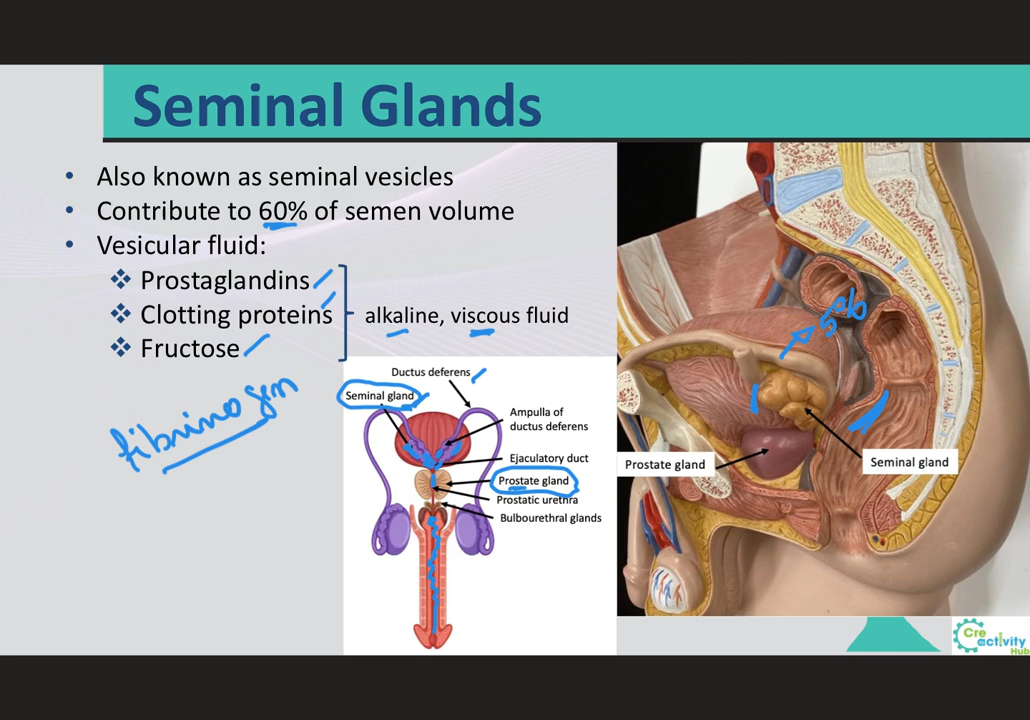 Seminal Glands
• Also known as seminal vesicles
• Contribute to 60% of semen volume
• Vesicular fluid:
❖ Prostaglandins
❖ Clotting proteins
❖ Fructose
alkaline, viscous fluid
fibrinogen
Ductus deferens
Seminal gland
Ampulla of
ductus deferens
Ejaculatory duct
Prostate gland
Prostatic urethra
Bulbourethral glands
Prostate gland
Seminal gland
Cre
activity
Hub